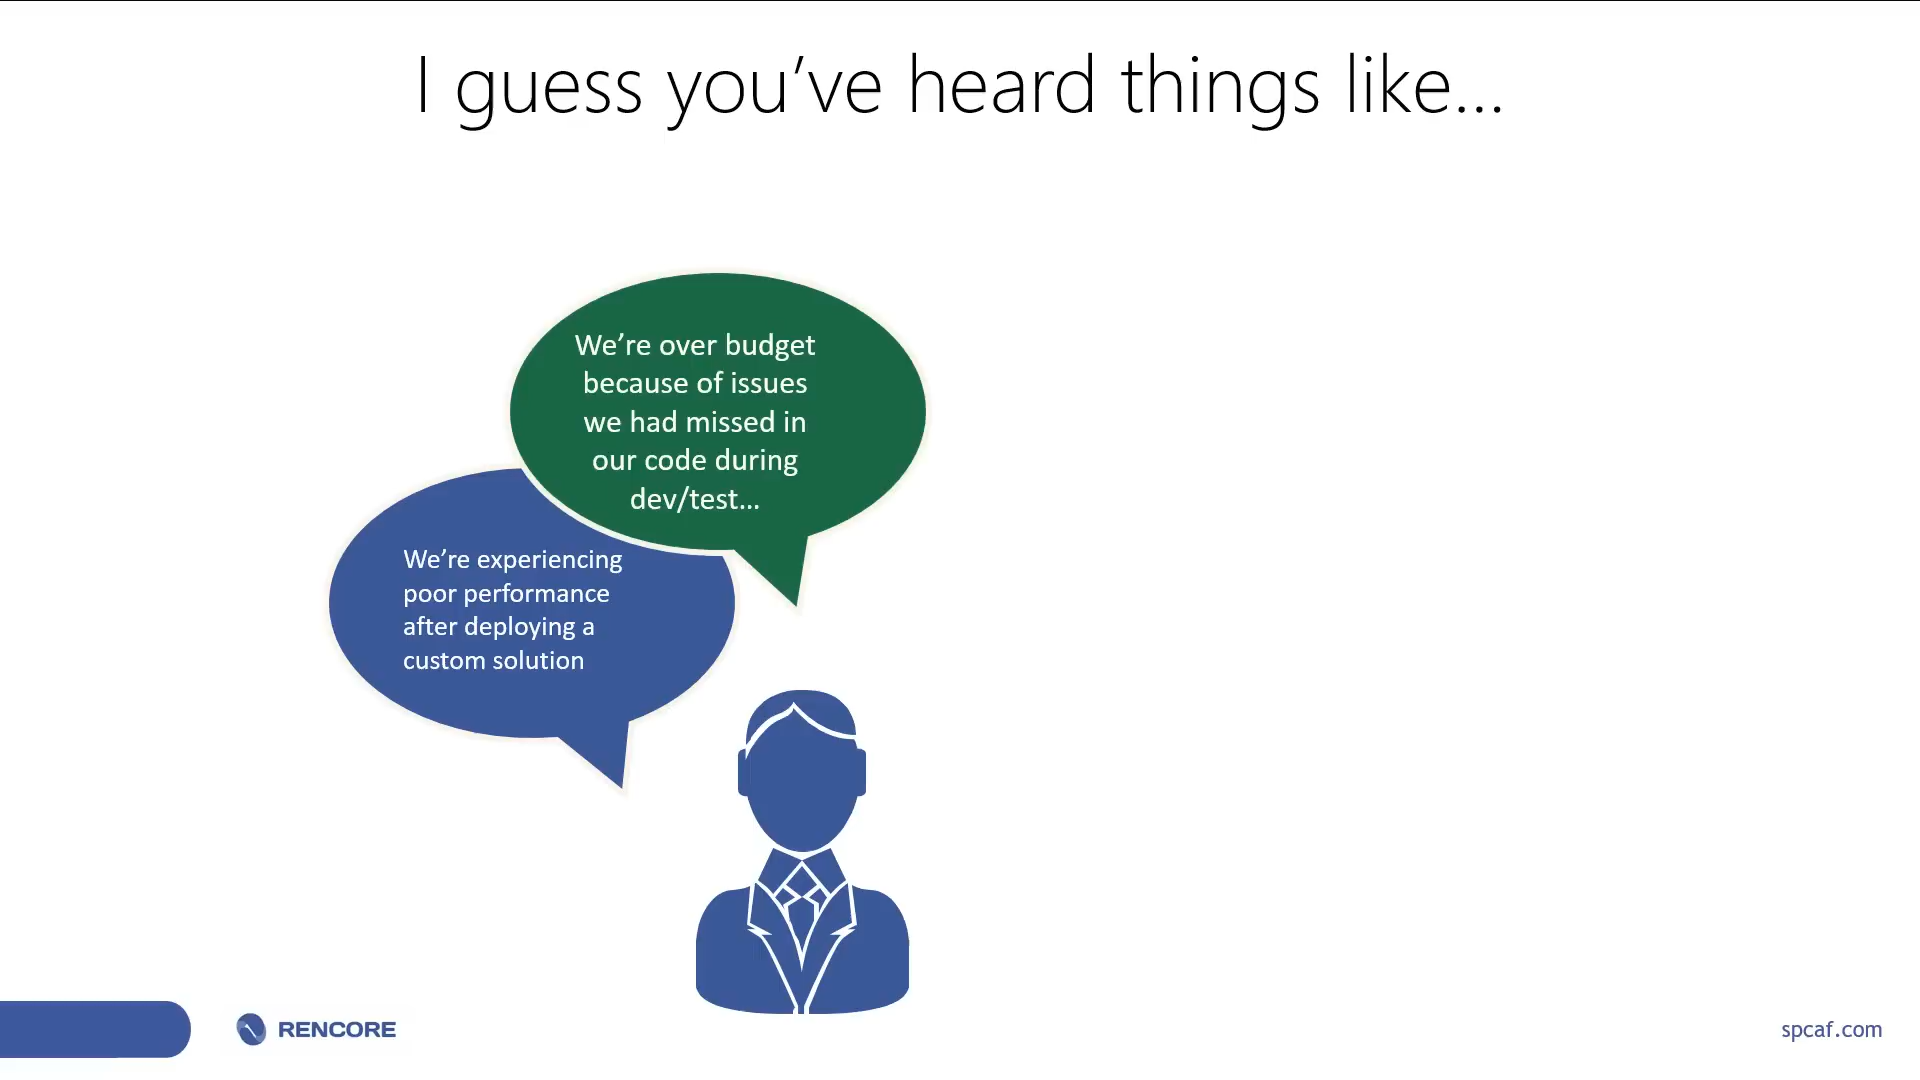 I guess you’ve heard things like...
We’re over budget
because of issues
we had missed in
our code during
dev/test...
We’re experiencing
poor performance
after deploying a
custom solution
RENCORE
spcaf.com